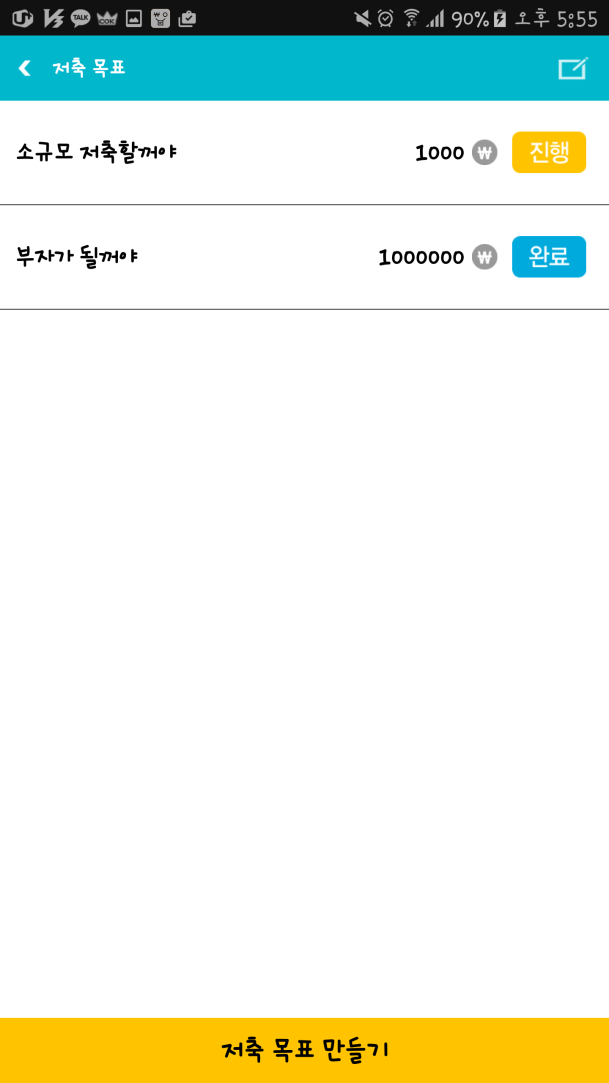 TALK 90% 오후 5:55
저축 목표
소규모 저축할꺼야 1000 ₩ 진행
부자가 될꺼야 1000000 ₩ 완료
저축 목표 만들기